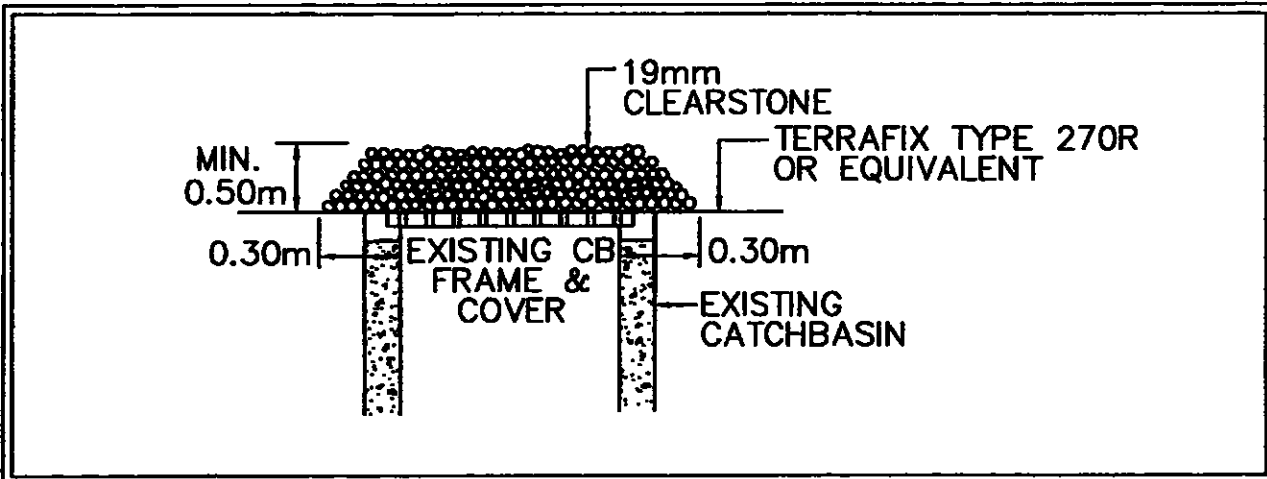 19mm
CLEARSTONE
TERRAFIX TYPE 270R
OR EQUIVALENT
MIN.
0.50m
0.30m
EXISTING CB
FRAME &
COVER
0.30m
EXISTING
CATCHBASIN